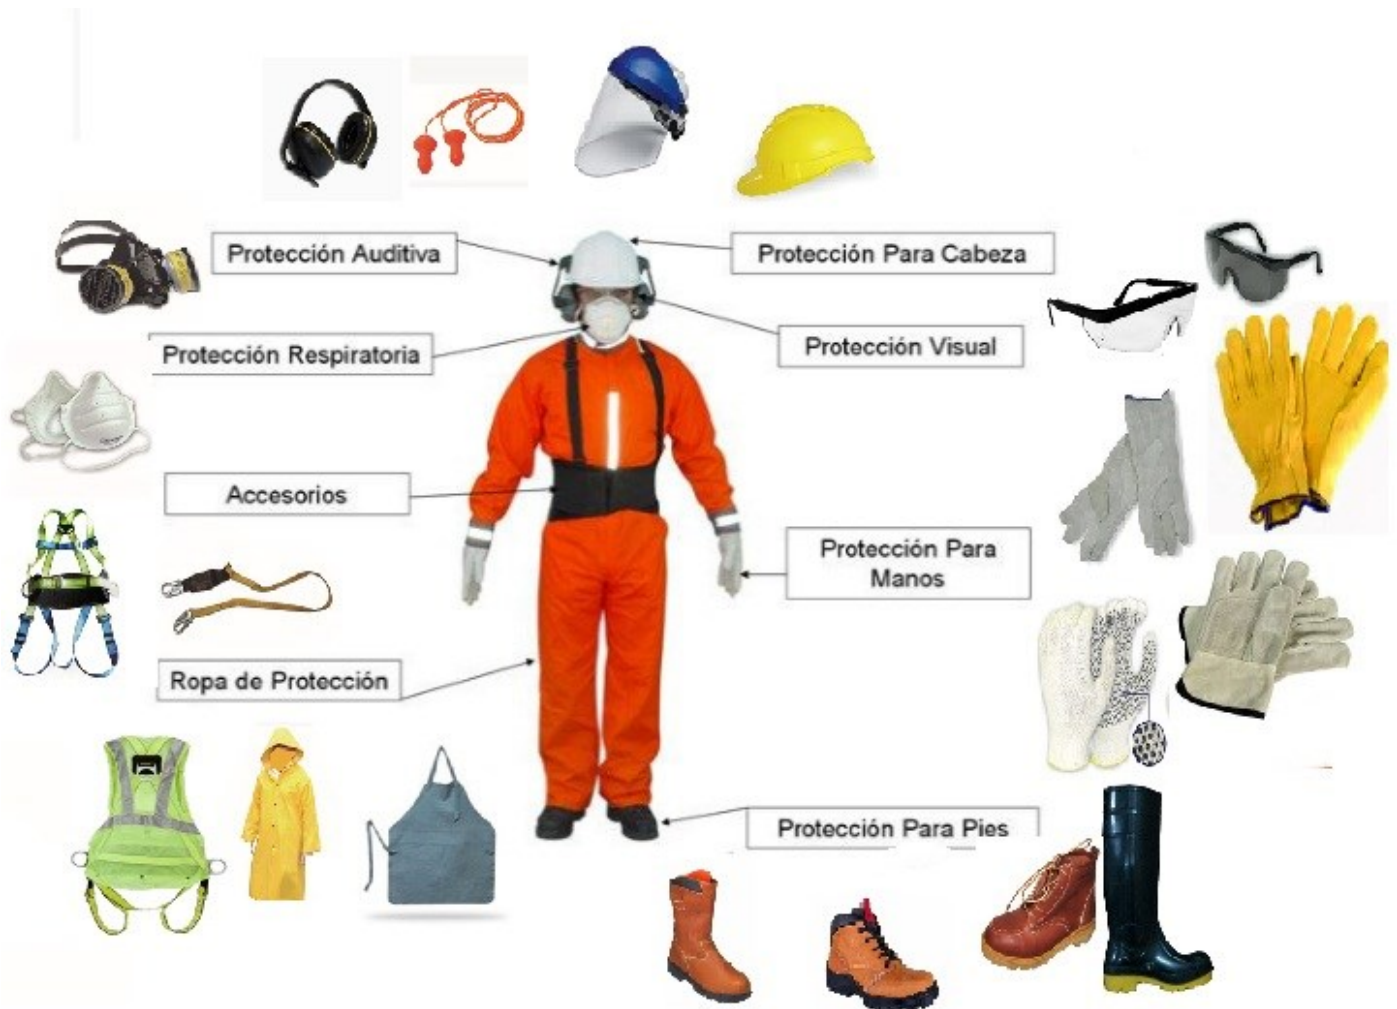 Protección Auditiva
Protección Para Cabeza
Protección Respiratoria
Protección Visual
Accesorios
Protección Para
Manos
Ropa de Protección
Protección Para Pies